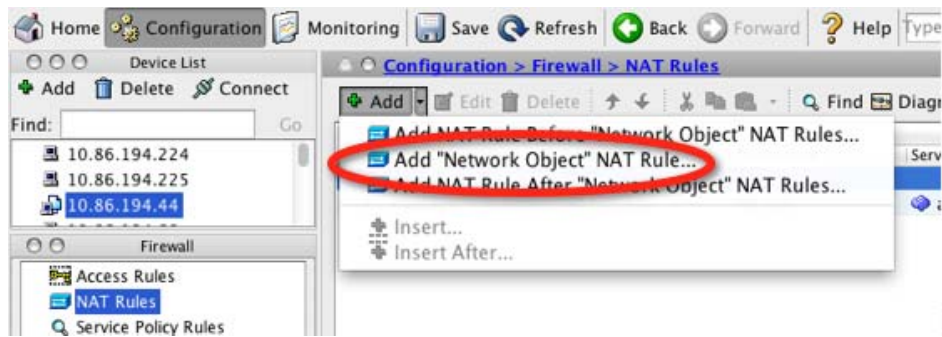 Home Configuration Monitoring Save Refresh Back Forward Help Type
Device List
Add Delete Connect
Find: Go
10.86.194.224
10.86.194.225
10.86.194.44
Firewall
Access Rules
NAT Rules
Service Policy Rules
Configuration > Firewall > NAT Rules
Add Edit Delete Find Diagr
Add NAT Rule Before "Network Object" NAT Rules...
Add "Network Object" NAT Rule...
Add NAT Rule After "Network Object" NAT Rules...
Insert...
Insert After...
Serv